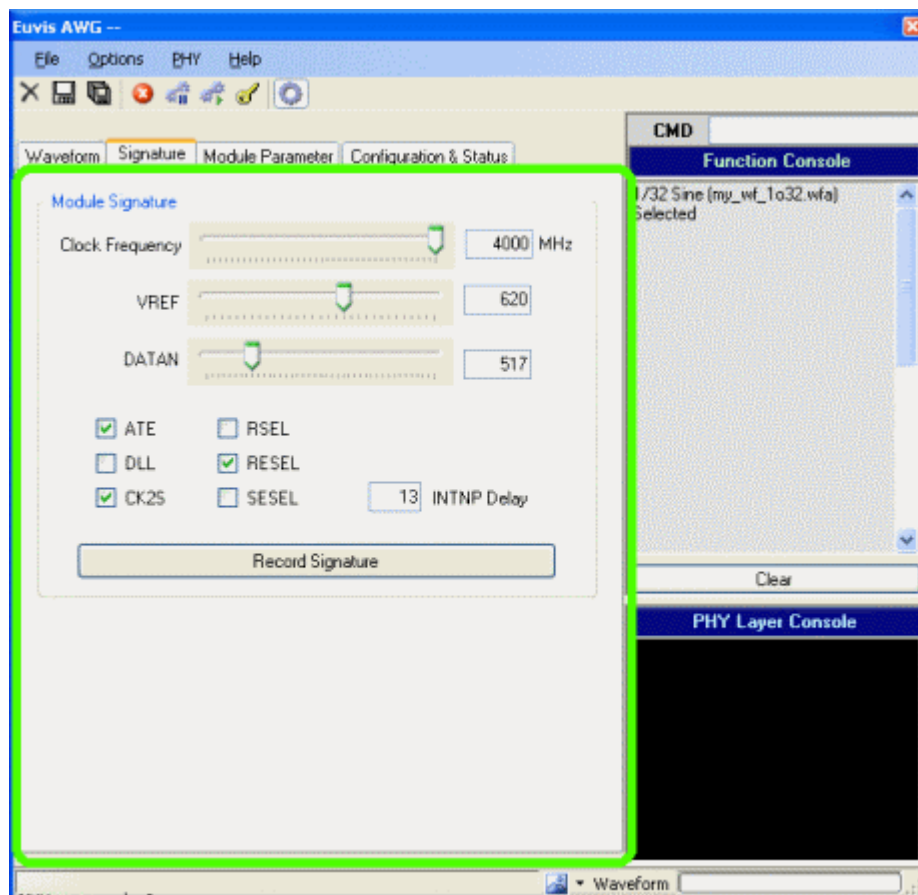 Euvis AWG --
File Options PHY Help
CMD
Waveform Signature Module Parameter Configuration & Status
Function Console
1/32 Sine (my_wf_1o32.wfa)
Selected
Module Signature
Clock Frequency 4000 MHz
VREF 620
DATAN 517
ATE RSEL
DLL RESEL
CK2S SESEL 13 INTNP Delay
Record Signature
Clear
PHY Layer Console
Waveform